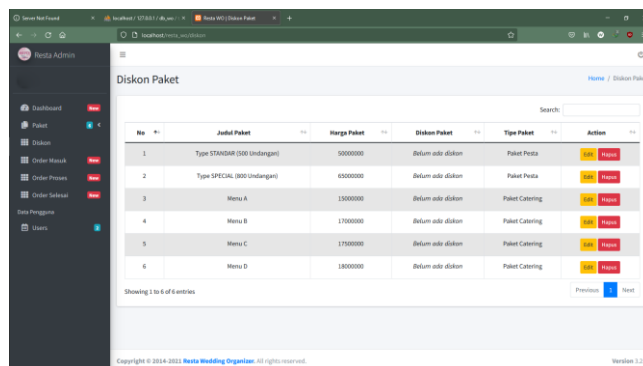 Server Not Found
localhost / 127.0.0.1 / db_wo / t
Resta WO | Diskon Paket
localhost/resta_wo/diskon
Resta Admin
Diskon Paket
Home / Diskon Pake
Dashboard New
Paket
Diskon
Order Masuk New
Order Proses New
Order Selesai New
Data Pengguna
Users
Search:
No Judul Paket Harga Paket Diskon Paket Tipe Paket Action
1 Type STANDAR (500 Undangan) 50000000 Belum ada diskon Paket Pesta Edit Hapus
2 Type SPECIAL (800 Undangan) 65000000 Belum ada diskon Paket Pesta Edit Hapus
3 Menu A 15000000 Belum ada diskon Paket Catering Edit Hapus
4 Menu B 17000000 Belum ada diskon Paket Catering Edit Hapus
5 Menu C 17500000 Belum ada diskon Paket Catering Edit Hapus
6 Menu D 18000000 Belum ada diskon Paket Catering Edit Hapus
Showing 1 to 6 of 6 entries
Previous 1 Next
Copyright © 2014-2021 Resta Wedding Organizer. All rights reserved.
Version 3.2